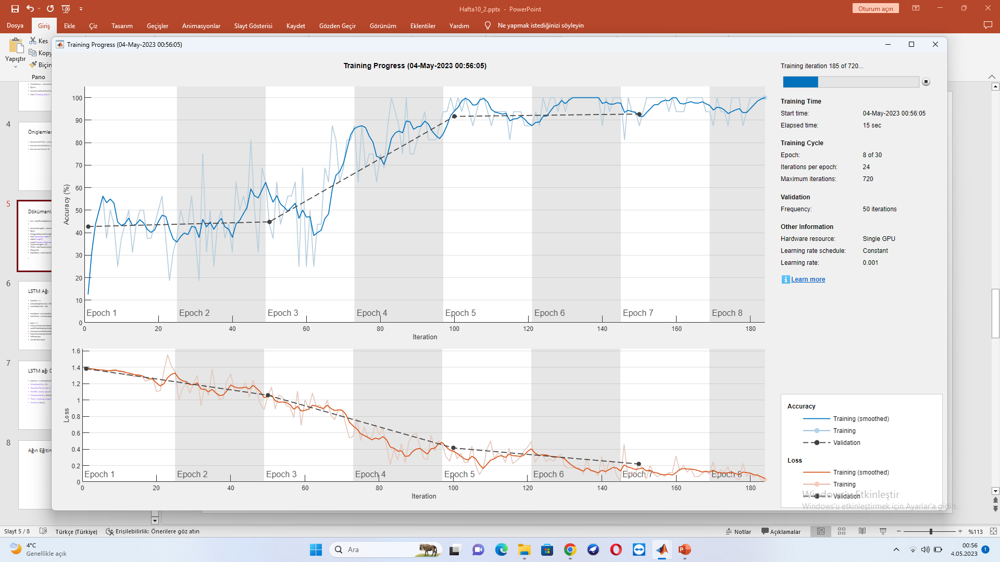 Hafta10_2.pptx - PowerPoint
Oturum açın
Dosya Giriş Ekle Çiz Tasarım Geçişler Animasyonlar Slayt Gösterisi Kaydet Gözden Geçir Görünüm Eklentiler Yardım Ne yapmak istediğinizi söyleyin
Yapıştır
Kes
Kopy
Biçin
Pano
4
Önişlemler
5
Dökümanla
6
LSTM Ağı
7
LSTM ağı Ö
8
Ağın Eğitim
Training Progress (04-May-2023 00:56:05)
Training Progress (04-May-2023 00:56:05)
Accuracy (%)
100
90
80
70
60
50
40
30
20
10
0
Epoch 1 Epoch 2 Epoch 3 Epoch 4 Epoch 5 Epoch 6 Epoch 7 Epoch 8
0 20 40 60 80 100 120 140 160 180
Iteration
Loss
1.6
1.4
1.2
1
0.8
0.6
0.4
0.2
0
Epoch 1 Epoch 2 Epoch 3 Epoch 4 Epoch 5 Epoch 6 Epoch 7 Epoch 8
0 20 40 60 80 100 120 140 160 180
Iteration
Training iteration 185 of 720...
Training Time
Start time: 04-May-2023 00:56:05
Elapsed time: 15 sec
Training Cycle
Epoch: 8 of 30
Iterations per epoch: 24
Maximum iterations: 720
Validation
Frequency: 50 iterations
Other Information
Hardware resource: Single GPU
Learning rate schedule: Constant
Learning rate: 0.001
Learn more
Accuracy
Training (smoothed)
Training
Validation
Loss
Training (smoothed)
Training
Validation
Windows'u Etkinleştir
Windows'u etkinleştirmek için Ayarlar'a gidin.
Slayt 5 / 8 Türkçe (Türkiye) Erişilebilirlik: Önerilere göz atın
Notlar Açıklamalar %113
4°C
Genellikle açık
Ara
00:56
4.05.2023
1